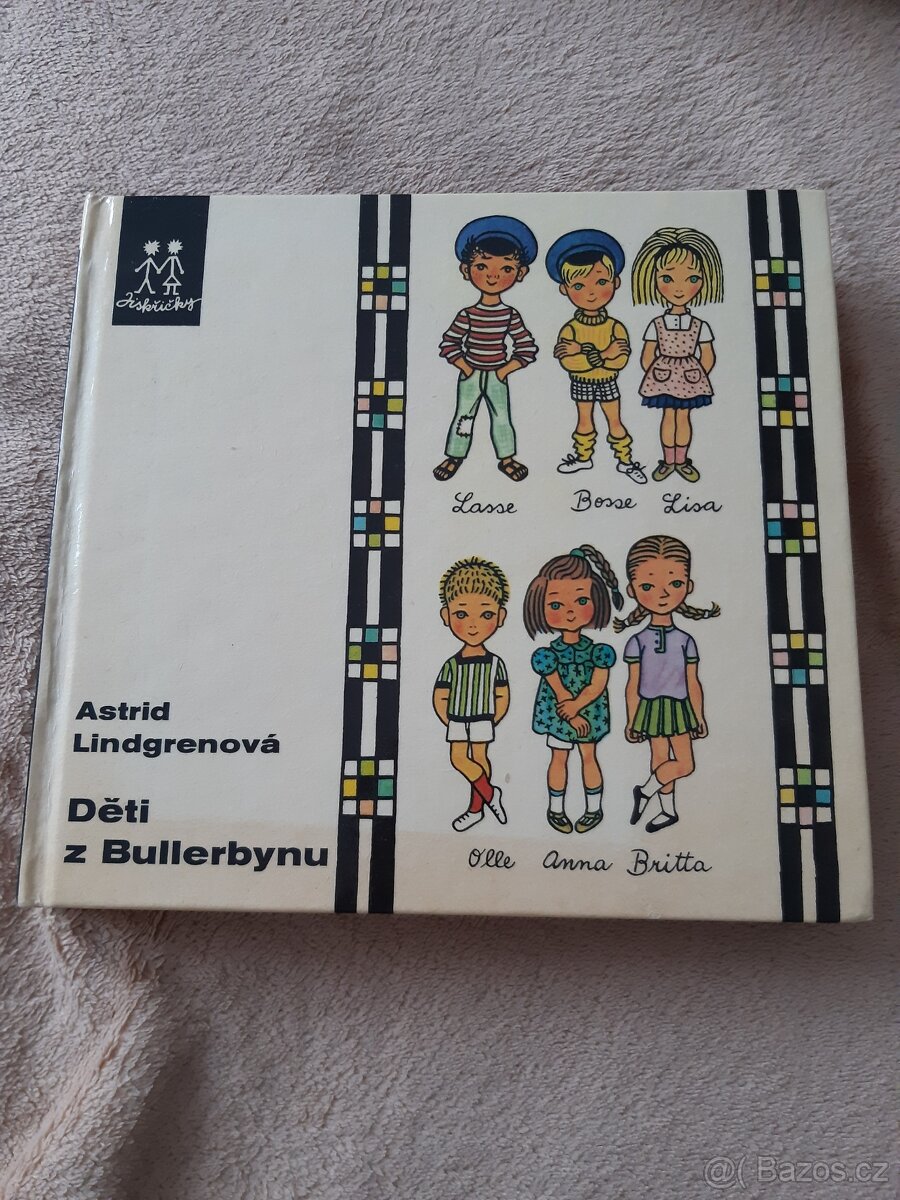 Jiskřičky
Lasse Bosse Lisa
Astrid
Lindgrenová
Děti
z Bullerbynu
Olle Anna Britta
@( Bazos.cz